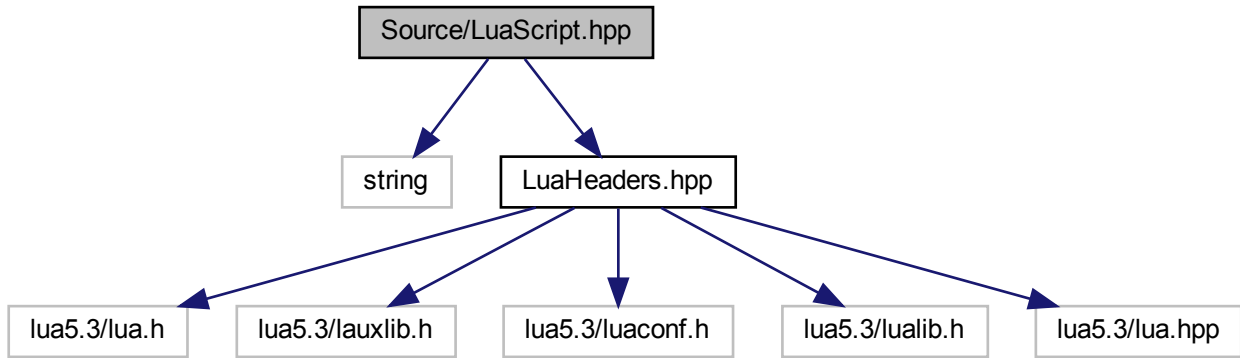 Source/LuaScript.hpp
string
LuaHeaders.hpp
lua5.3/lua.h
lua5.3/lauxlib.h
lua5.3/luaconf.h
lua5.3/lualib.h
lua5.3/lua.hpp